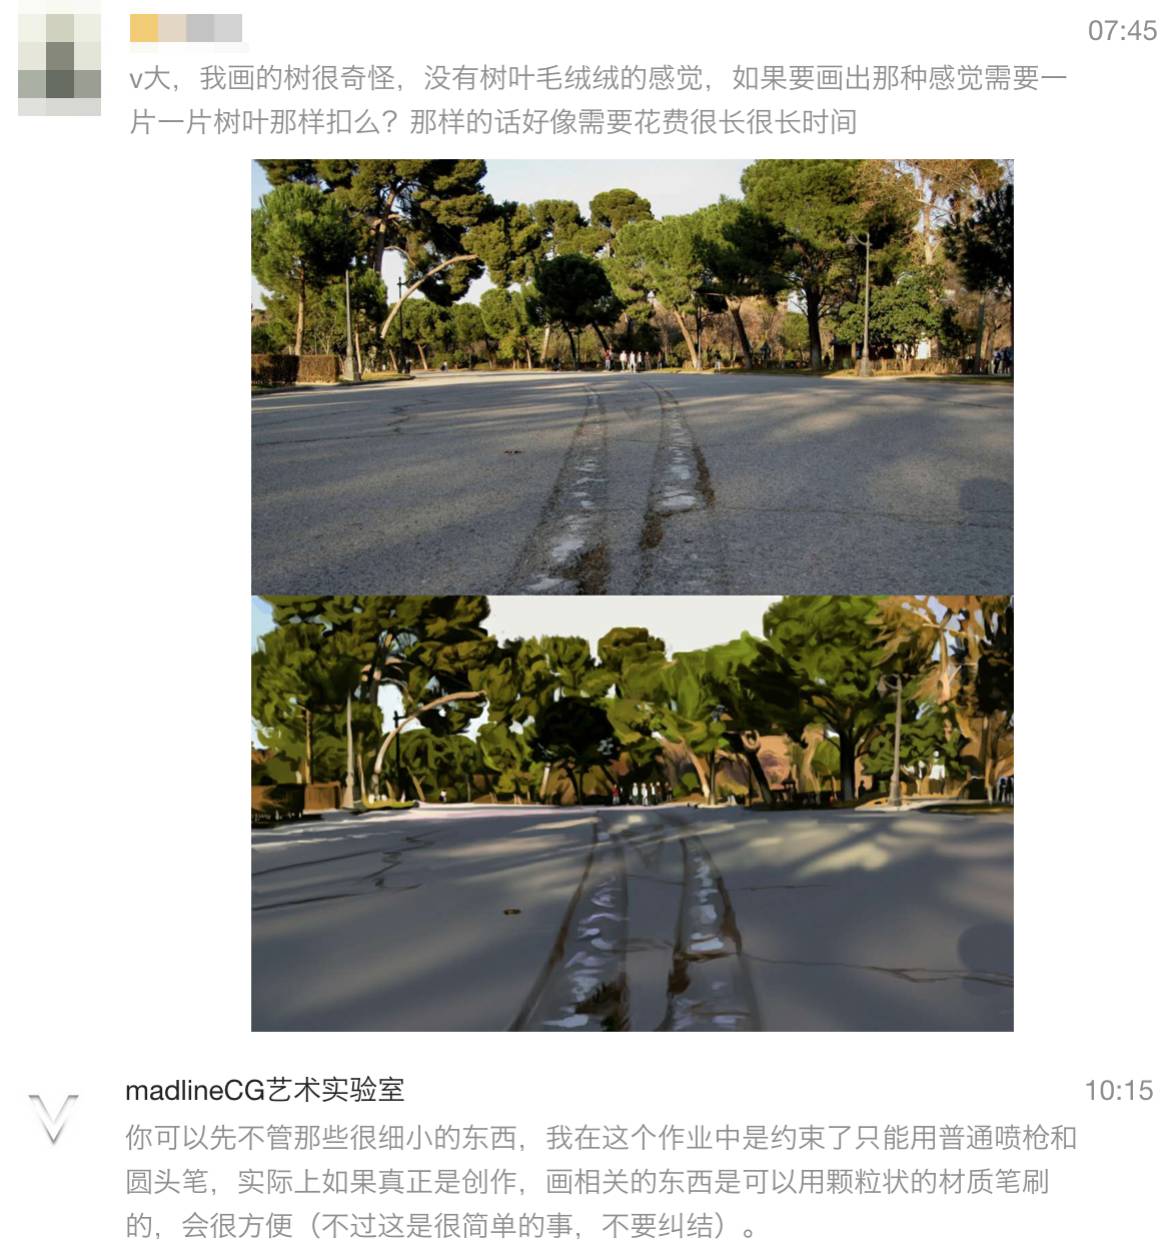 07:45
v大，我画的树很奇怪，没有树叶毛绒绒的感觉，如果要画出那种感觉需要一
片一片树叶那样扣么？那样的话好像需要花费很长很长时间
madlineCG艺术实验室
10:15
你可以先不管那些很细小的东西，我在这个作业中是约束了只能用普通喷枪和
圆头笔，实际上如果真正是创作，画相关的东西是可以用颗粒状的材质笔刷
的，会很方便（不过这是很简单的事，不要纠结）。